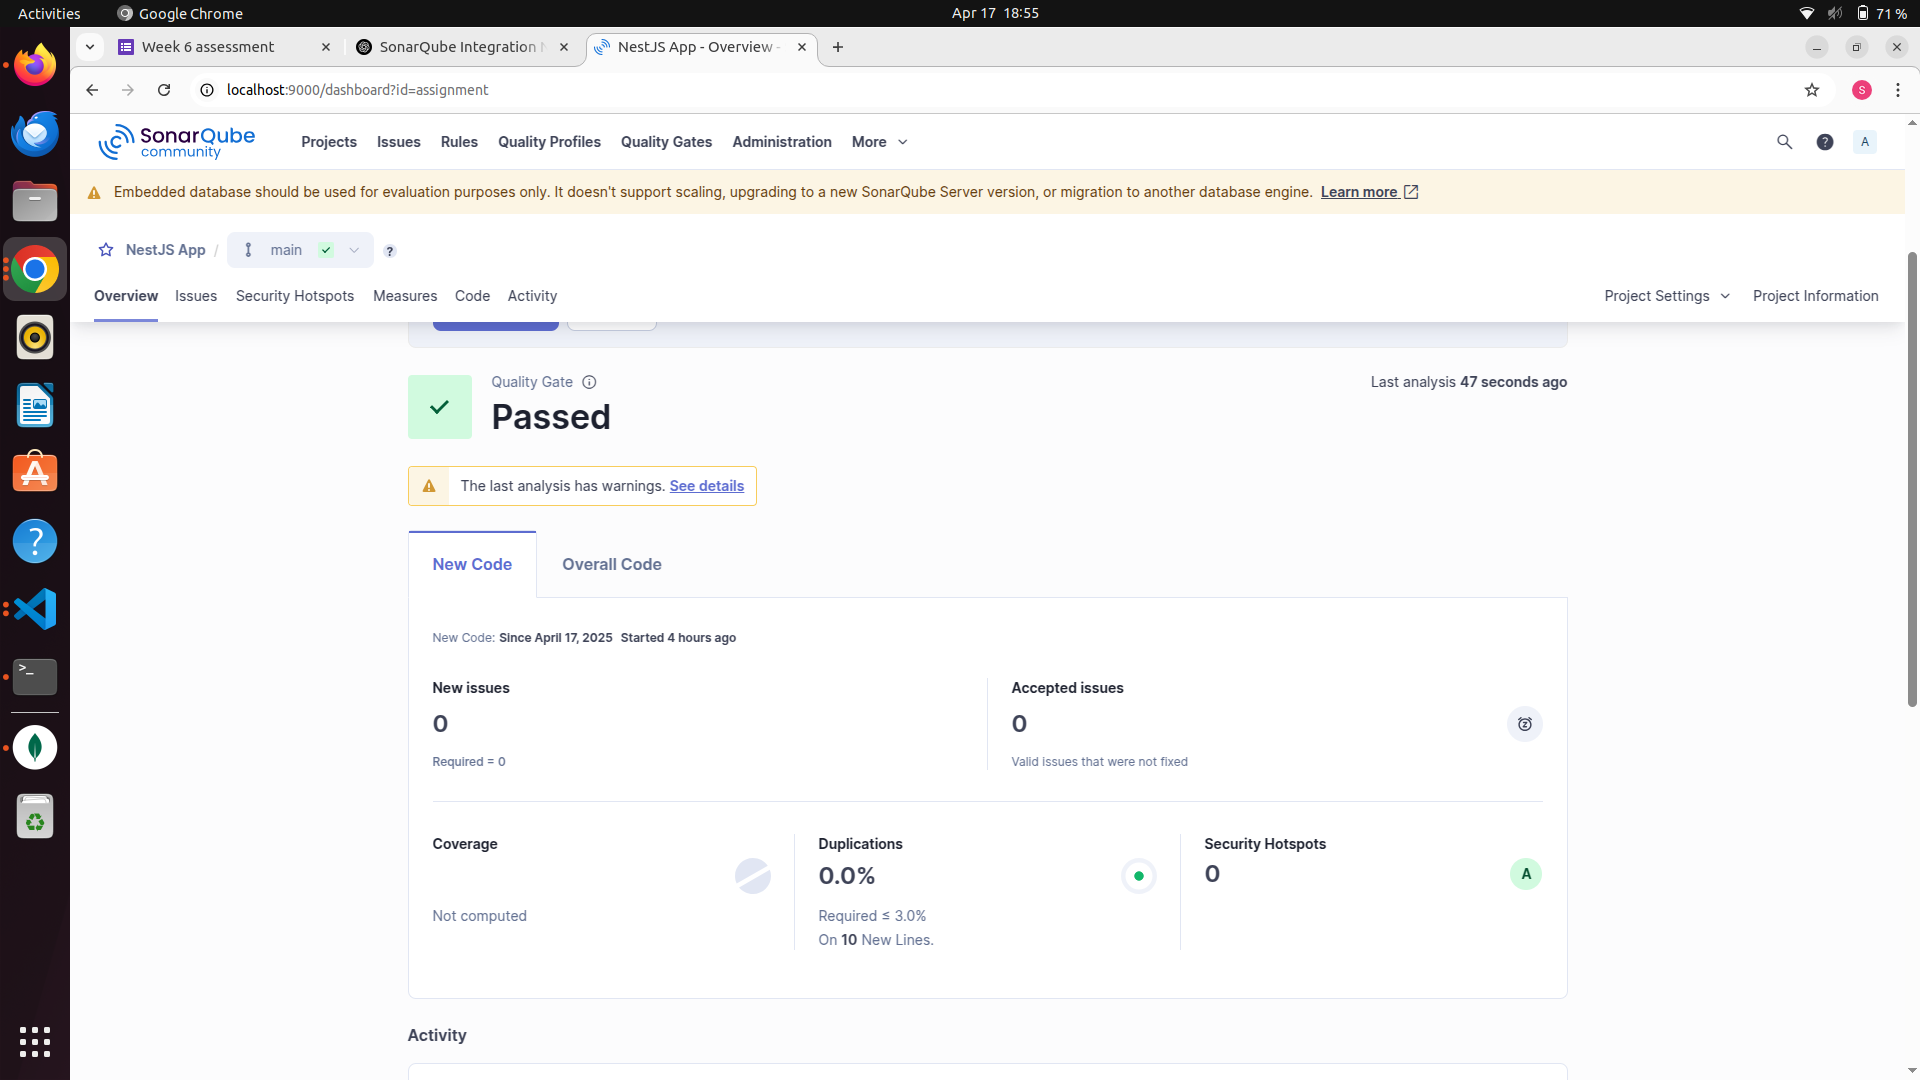 Activities
Google Chrome
Apr 17 18:55
71 %
Week 6 assessment
SonarQube Integration
NestJS App - Overview -
localhost:9000/dashboard?id=assignment
S
SonarQube
community
Projects
Issues
Rules
Quality Profiles
Quality Gates
Administration
More
?
A
Embedded database should be used for evaluation purposes only. It doesn't support scaling, upgrading to a new SonarQube Server version, or migration to another database engine. Learn more
NestJS App / main
?
Overview
Issues
Security Hotspots
Measures
Code
Activity
Project Settings
Project Information
Quality Gate
Passed
Last analysis 47 seconds ago
The last analysis has warnings. See details
New Code
Overall Code
New Code: Since April 17, 2025 Started 4 hours ago
New issues
0
Required = 0
Accepted issues
0
Valid issues that were not fixed
Coverage
Not computed
Duplications
0.0%
Required ≤ 3.0%
On 10 New Lines.
Security Hotspots
0
A
Activity